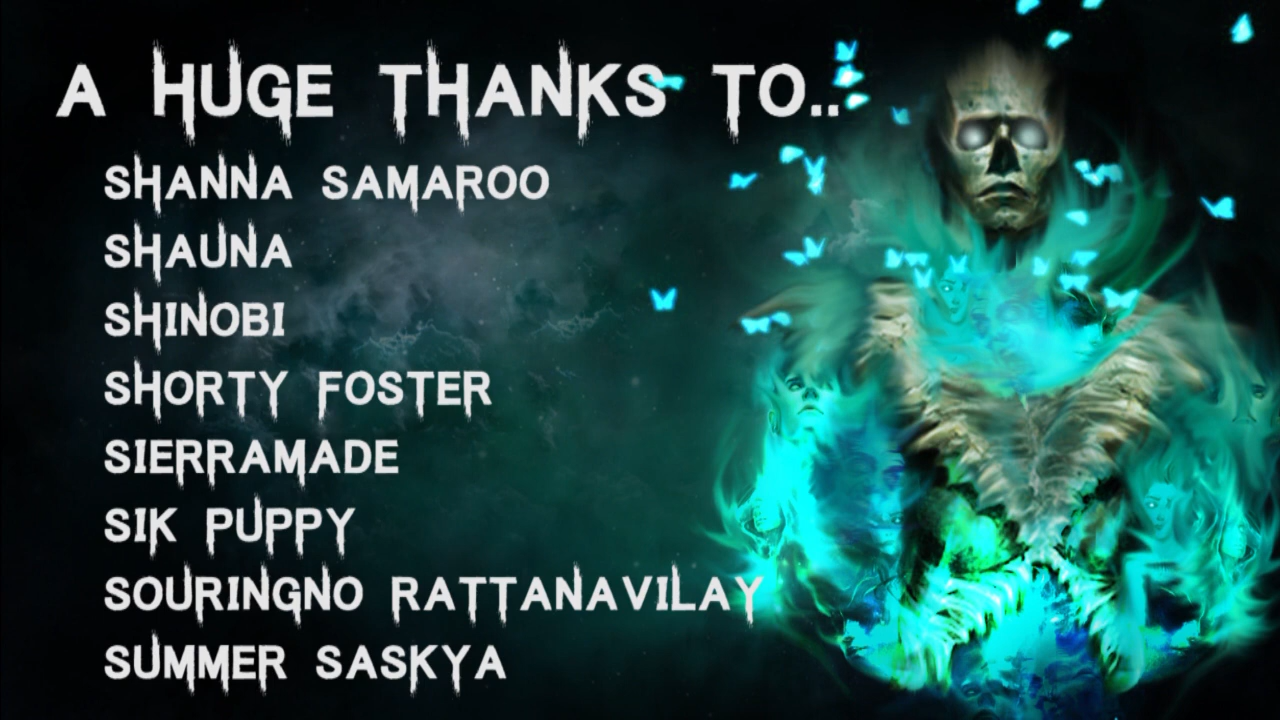 A HUGE THANKS TO..
SHANNA SAMAROO
SHAUNA
SHINOBI
SHORTY FOSTER
SIERRAMADE
SIK PUPPY
SOURINGNO RATTANAVILAY
SUMMER SASKYA